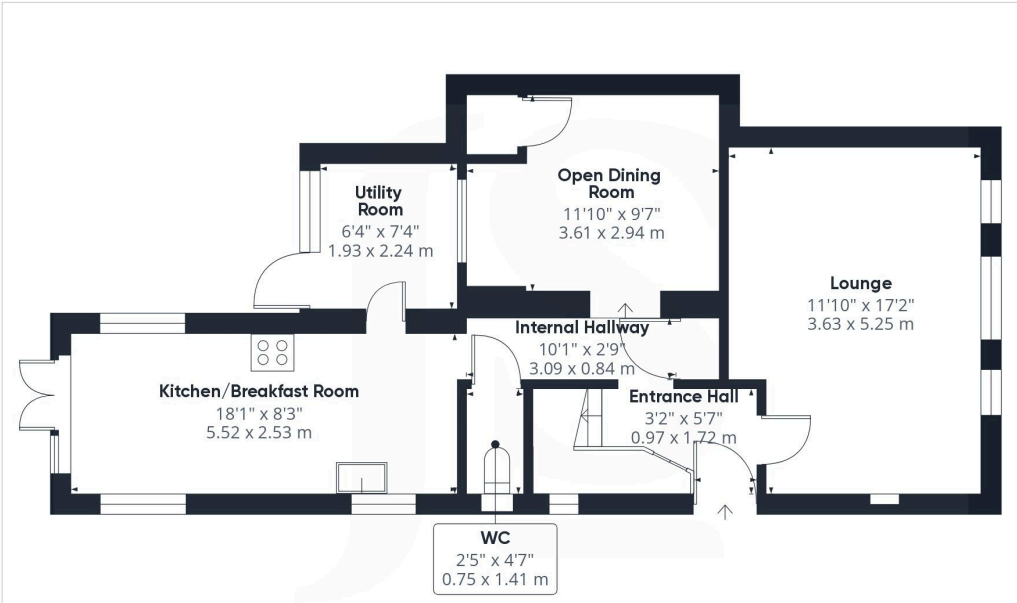 Utility
Room
6'4" x 7'4"
1.93 x 2.24 m
Open Dining
Room
11'10" x 9'7"
3.61 x 2.94 m
Lounge
11'10" x 17'2"
3.63 x 5.25 m
Internal Hallway
10'1" x 2'9"
3.09 x 0.84 m
Kitchen/Breakfast Room
18'1" x 8'3"
5.52 x 2.53 m
Entrance Hall
3'2" x 5'7"
0.97 x 1.72 m
WC
2'5" x 4'7"
0.75 x 1.41 m